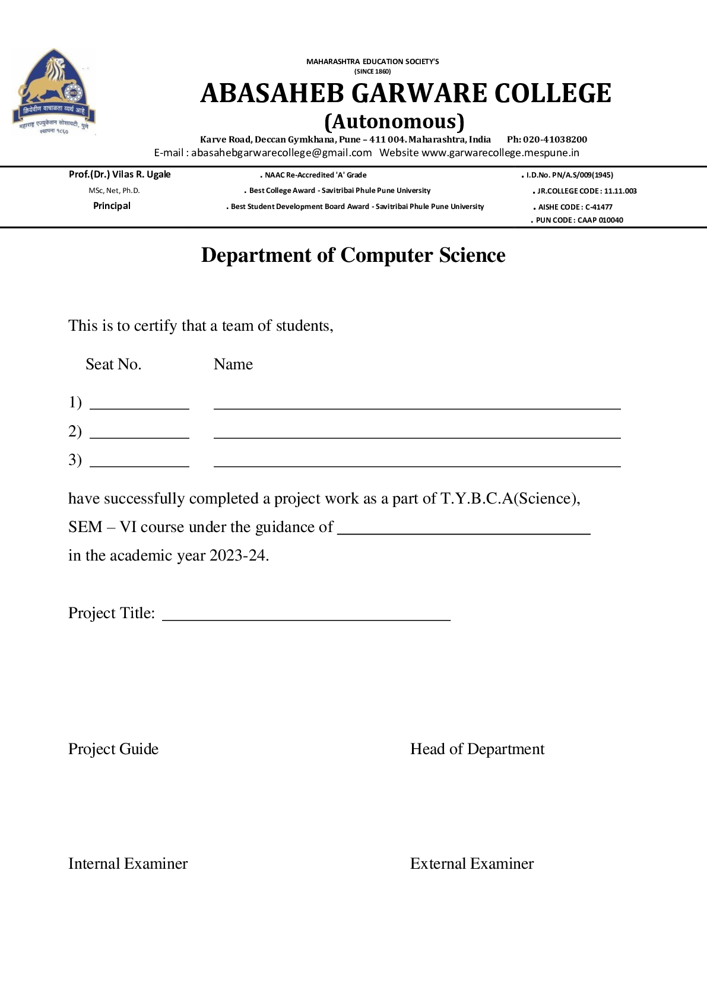 क्रियेवीण वाचाळता व्यर्थ आहे
महाराष्ट्र एज्युकेशन सोसायटी, पुणे
स्थापना १८६०
MAHARASHTRA EDUCATION SOCIETY'S
(SINCE 1860)
ABASAHEB GARWARE COLLEGE
(Autonomous)
Karve Road, Deccan Gymkhana, Pune – 411 004. Maharashtra, India Ph: 020-41038200
E-mail : abasahebgarwarecollege@gmail.com Website www.garwarecollege.mespune.in
Prof.(Dr.) Vilas R. Ugale . NAAC Re-Accredited 'A' Grade . I.D.No. PN/A.S/009(1945)
MSc, Net, Ph.D. . Best College Award - Savitribai Phule Pune University . JR.COLLEGE CODE : 11.11.003
Principal . Best Student Development Board Award - Savitribai Phule Pune University . AISHE CODE : C-41477
. PUN CODE : CAAP 010040
Department of Computer Science
This is to certify that a team of students,
Seat No. Name
1) ____________ ____________
2) ____________ ____________
3) ____________ ____________
have successfully completed a project work as a part of T.Y.B.C.A(Science),
SEM – VI course under the guidance of ____________
in the academic year 2023-24.
Project Title: ____________
Project Guide Head of Department
Internal Examiner External Examiner